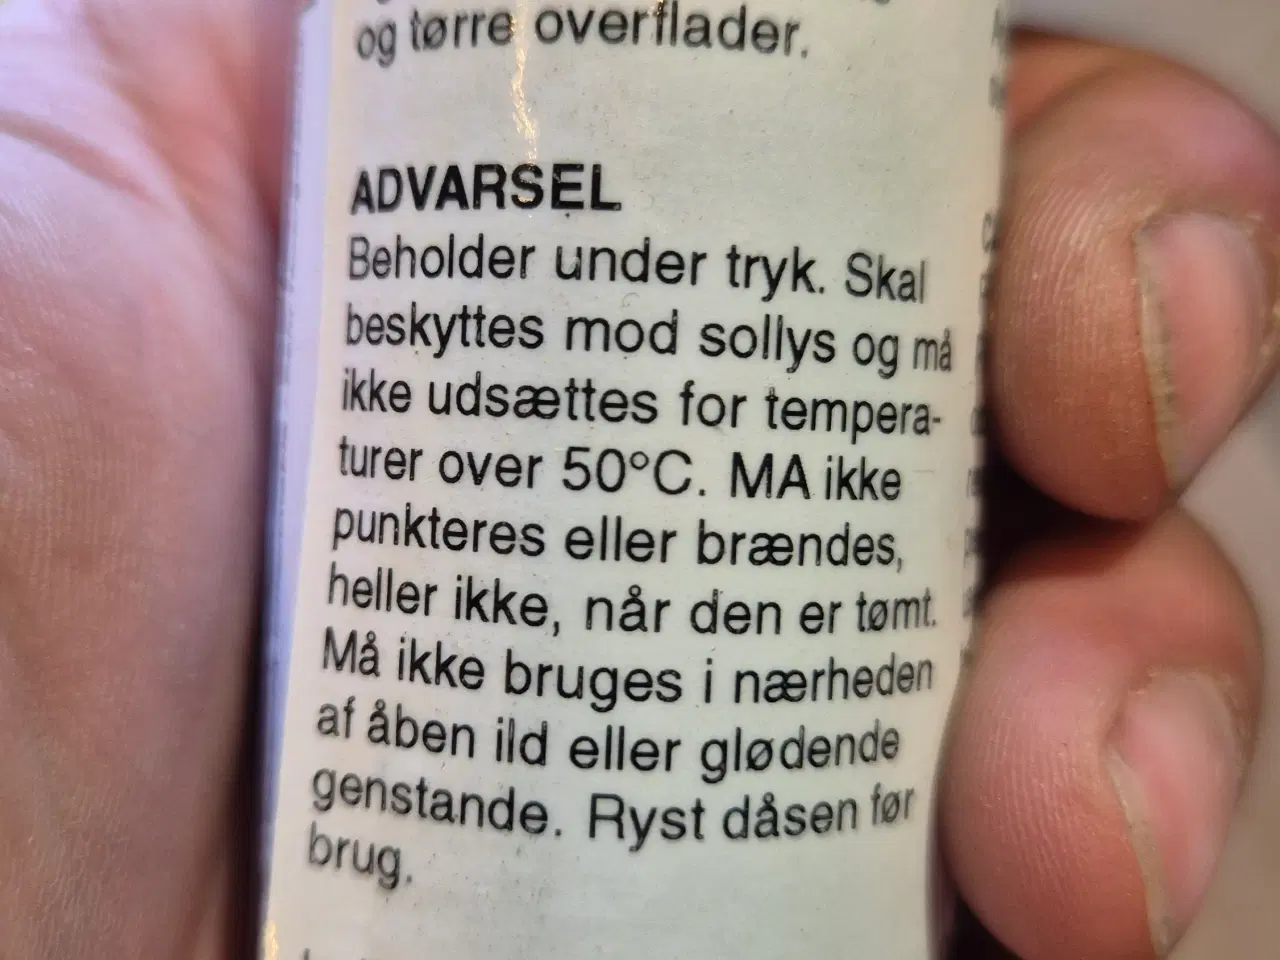 og tørre overflader.
ADVARSEL
Beholder under tryk. Skal
beskyttes mod sollys og må
ikke udsættes for tempera-
turer over 50°C. MA ikke
punkteres eller brændes,
heller ikke, når den er tømt.
Må ikke bruges i nærheden
af åben ild eller glødende
genstande. Ryst dåsen før
brug.